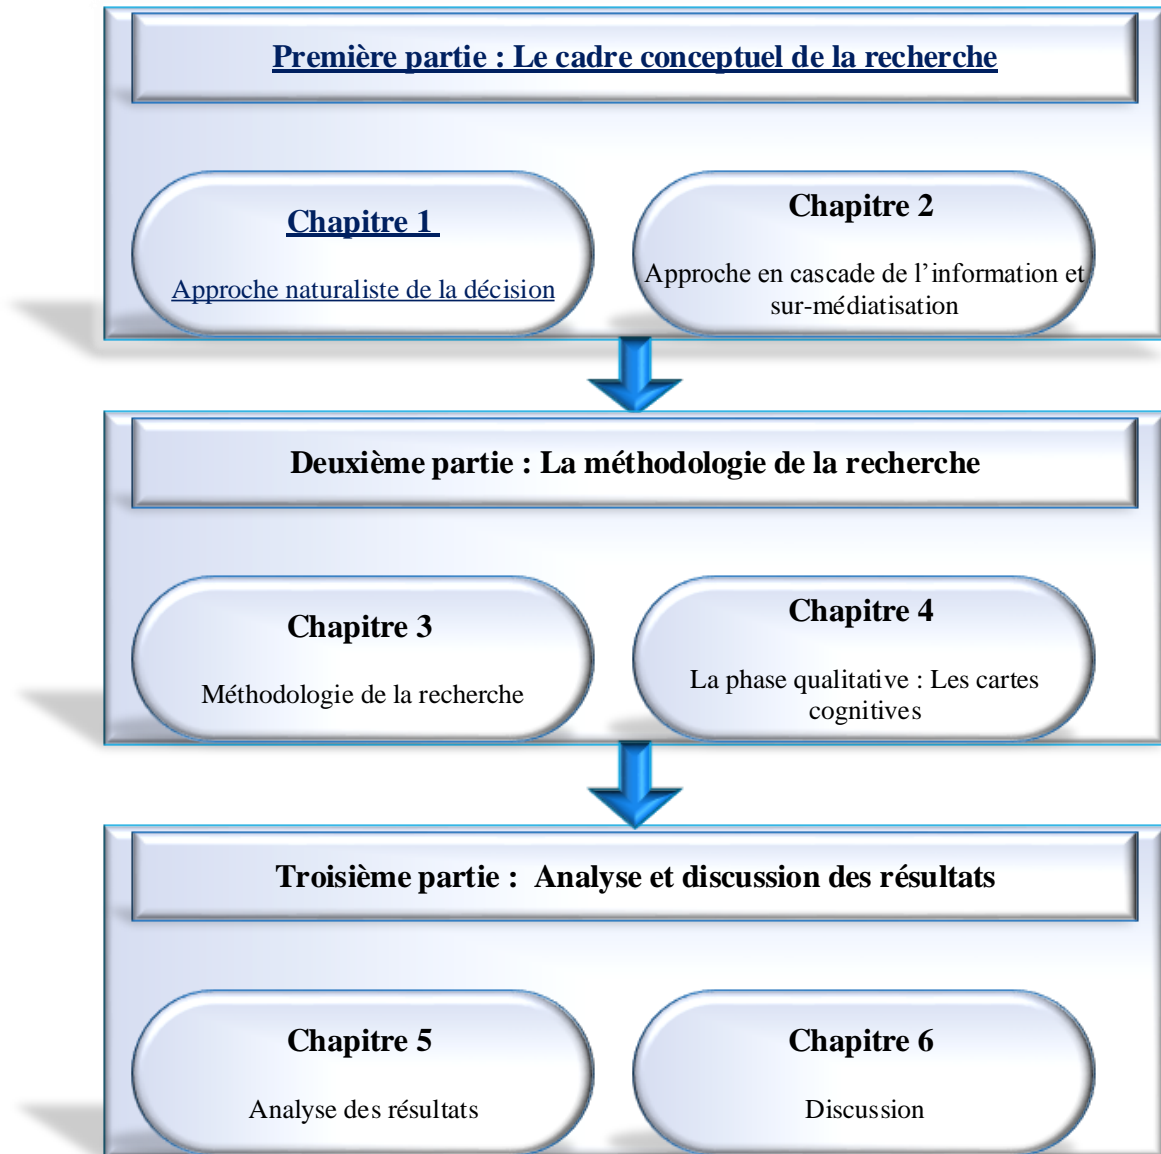 Première partie : Le cadre conceptuel de la recherche
Chapitre 1
Approche naturaliste de la décision
Chapitre 2
Approche en cascade de l’information et
sur-médiatisation
Deuxième partie : La méthodologie de la recherche
Chapitre 3
Méthodologie de la recherche
Chapitre 4
La phase qualitative : Les cartes
cognitives
Troisième partie : Analyse et discussion des résultats
Chapitre 5
Analyse des résultats
Chapitre 6
Discussion